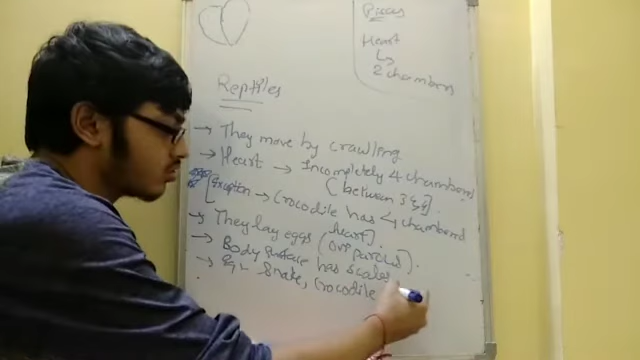 Pisces
Heart
↳
2 chambers
Reptiles
→ They move by crawling
→ Heart → Incompletely 4 chambers
(between 3 & 4).
[Exception → Crocodile has 4 chambered
heart].
→ They lay eggs (oviparous).
→ Body surface has scales
→ Eg - Snake, Crocodile